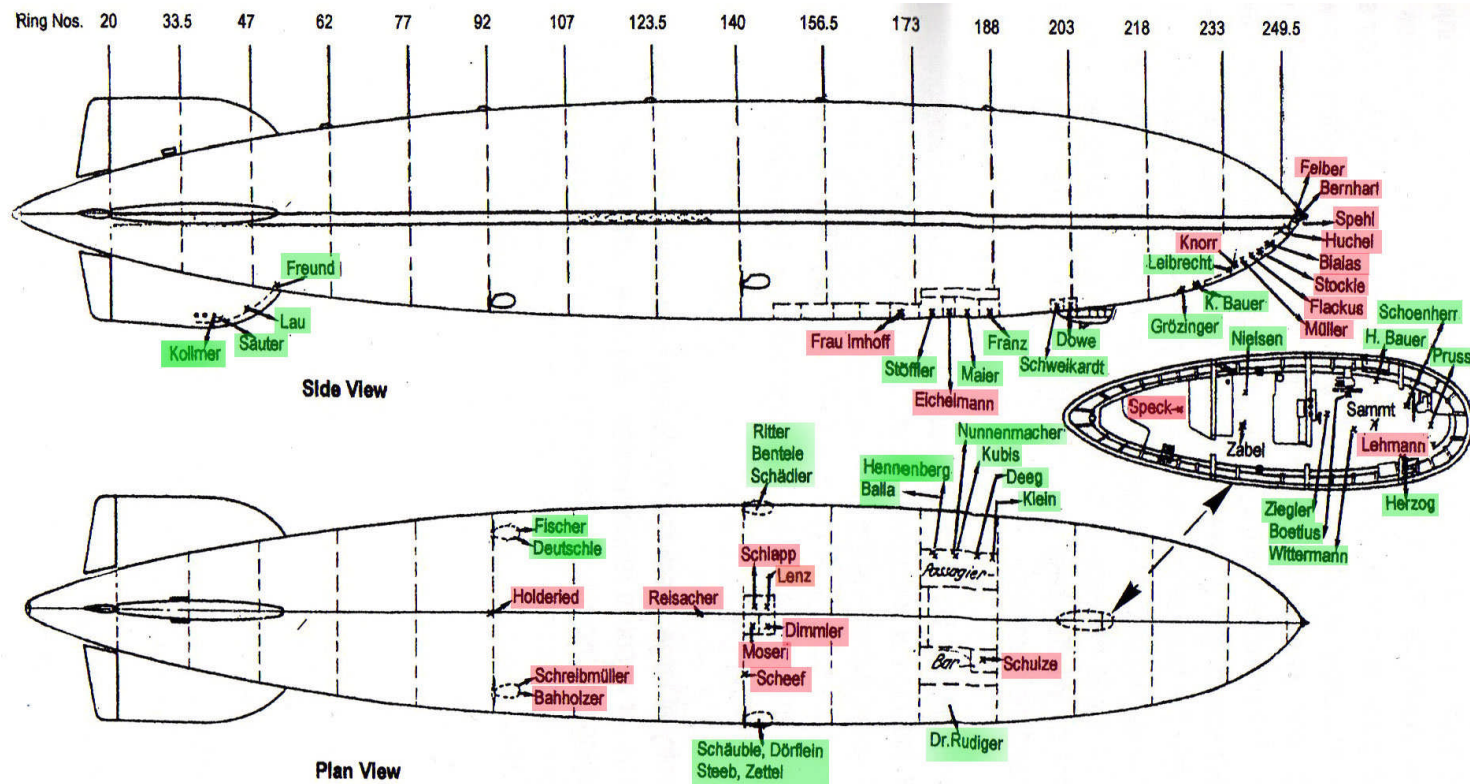 Ring Nos. 20 33.5 47 62 77 92 107 123.5 140 156.5 173 188 203 218 233 249.5
Felber
Bernhart
Spehl
Huchel
Knorr
Leibrecht
Bialas
Stockle
Flackus
Müller
K. Bauer
Grözinger
Freund
Lau
Sauter
Kollmer
Side View
Frau Imhoff
Stöffler
Eichelmann
Maier
Franz
Schweikardt
Dowe
Schoenherr
H. Bauer
Nielsen
Pruss
Speck
Sammt
Zabel
Lehmann
Herzog
Ziegler
Boetius
Wittermann
Ritter
Bentele
Schädler
Nunnenmacher
Kubis
Hennenberg
Balla
Deeg
Klein
Fischer
Deutschle
Schlapp
Lenz
Passagier-
Holderied
Reisacher
Dimmler
Moser
Bar
Schulze
Scheef
Schreibmüller
Bahholzer
Dr.Rudiger
Schäuble, Dörflein
Steeb, Zettel
Plan View